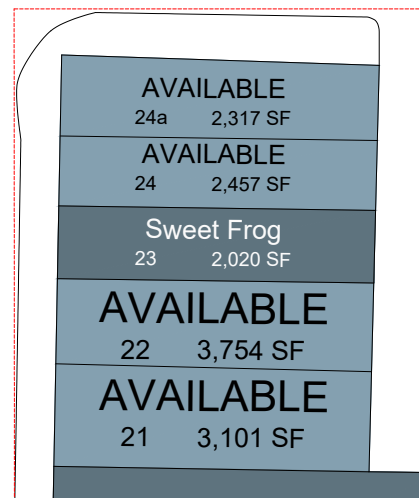 AVAILABLE
24a 2,317 SF
AVAILABLE
24 2,457 SF
Sweet Frog
23 2,020 SF
AVAILABLE
22 3,754 SF
AVAILABLE
21 3,101 SF